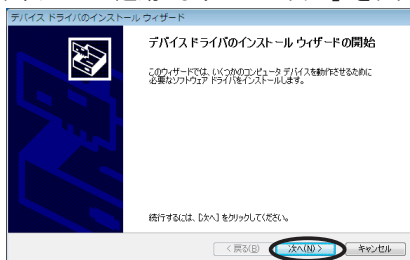 デバイス ドライバのインストール ウィザード
デバイス ドライバのインストール ウィザードの開始
このウィザードでは、いくつかのコンピュータ デバイスを動作させるために
必要なソフトウェア ドライバをインストールします。
続行するには、[次へ] をクリックしてください。
< 戻る(B)
次へ(N) >
キャンセル